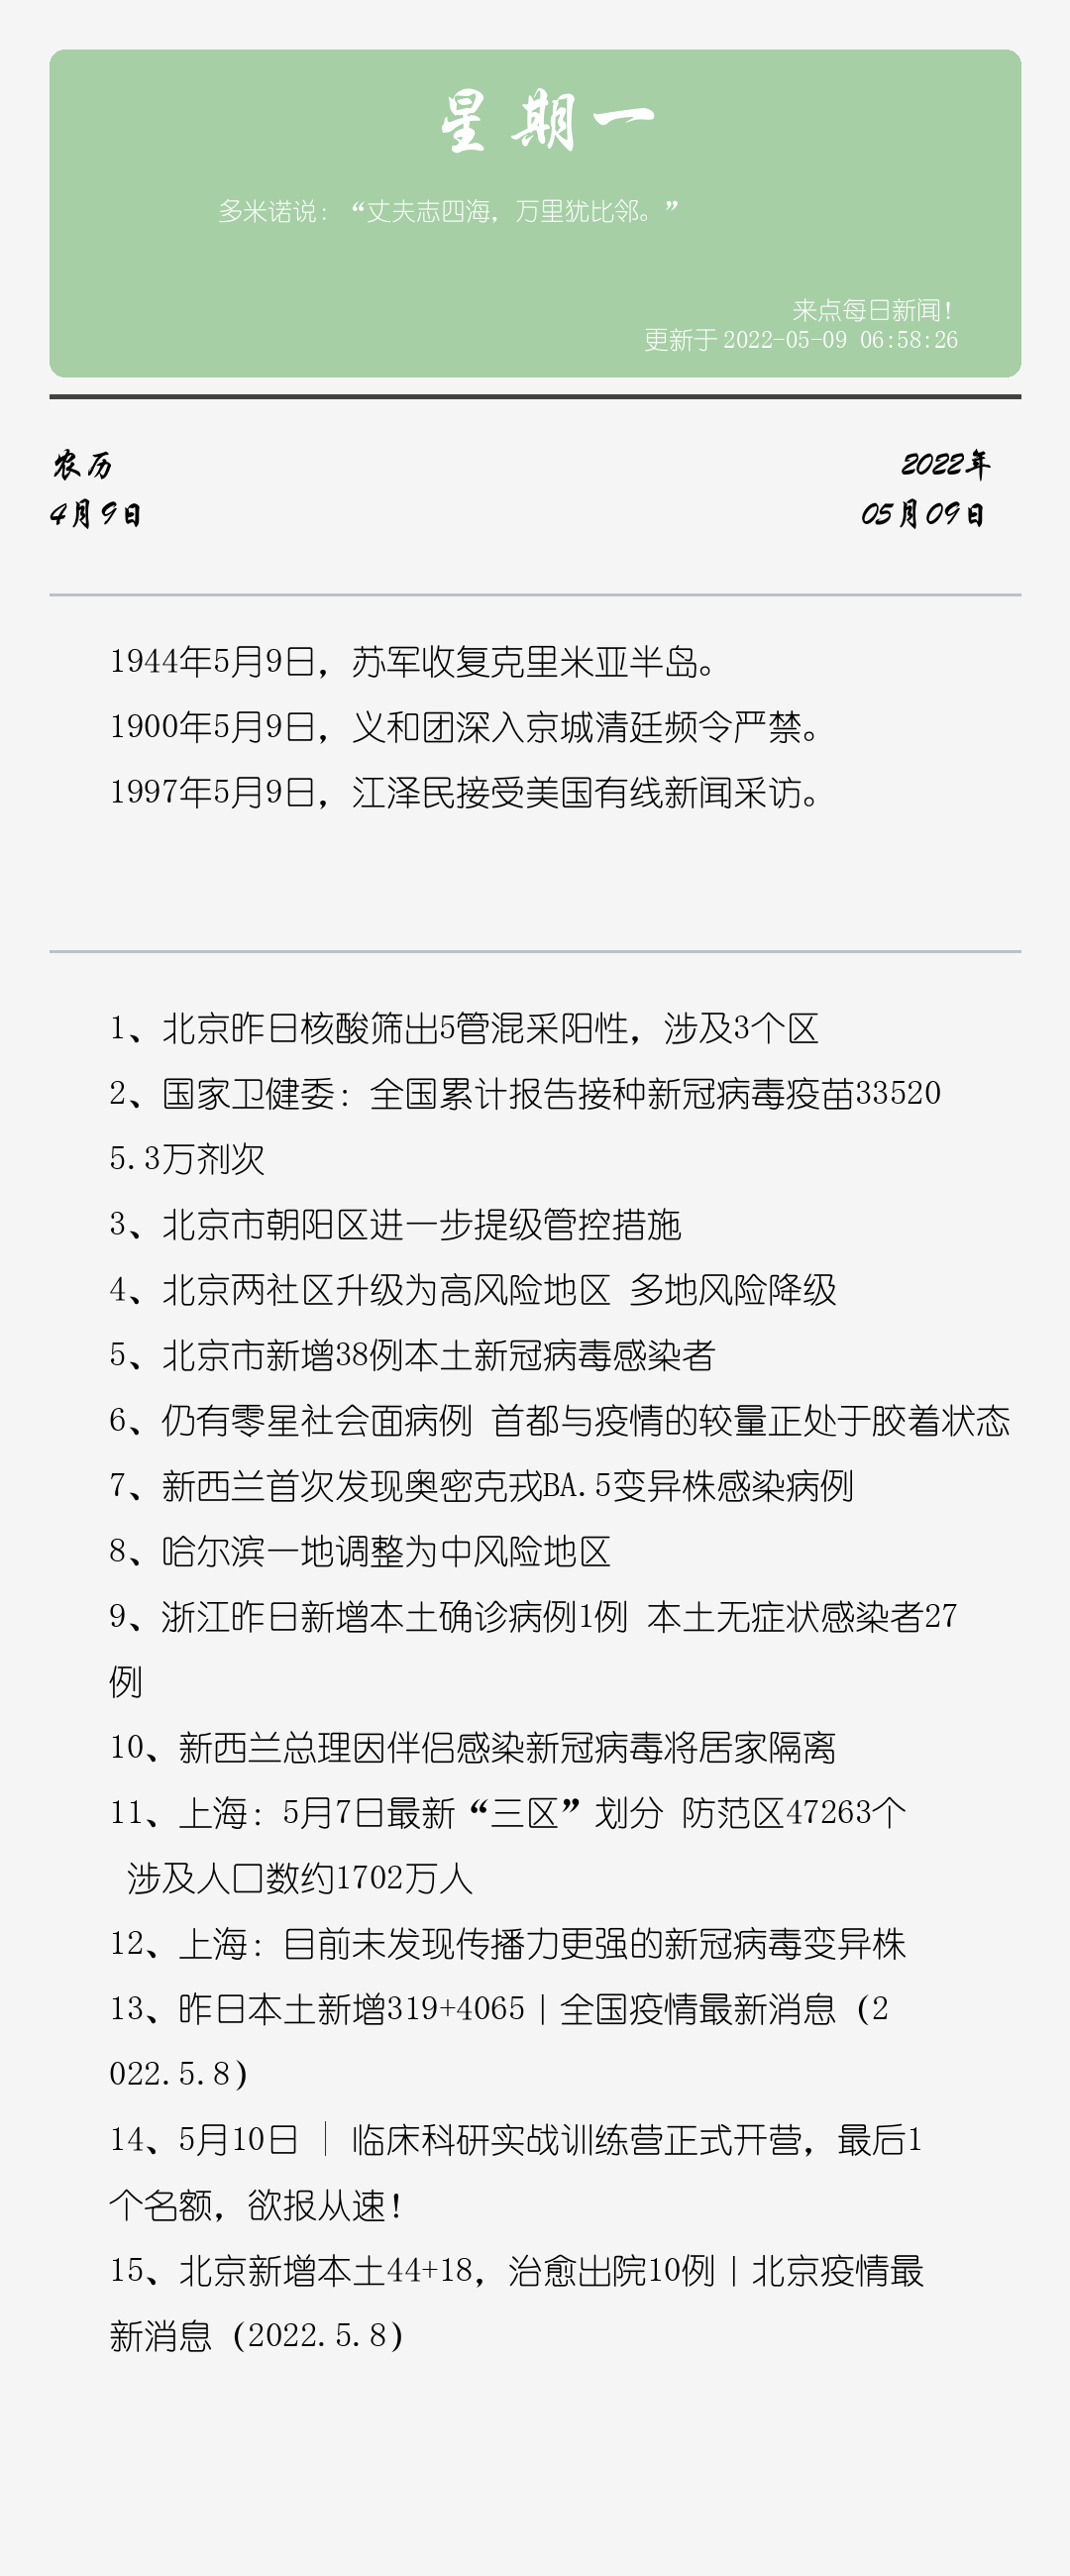 星期一
多米诺说：“丈夫志四海，万里犹比邻。”
来点每日新闻！
更新于 2022-05-09 06:58:26
农历
2022年
4月9日
05月09日
1944年5月9日，苏军收复克里米亚半岛。
1900年5月9日，义和团深入京城清廷频令严禁。
1997年5月9日，江泽民接受美国有线新闻采访。
1、北京昨日核酸筛出5管混采阳性，涉及3个区
2、国家卫健委：全国累计报告接种新冠病毒疫苗33520
5.3万剂次
3、北京市朝阳区进一步提级管控措施
4、北京两社区升级为高风险地区 多地风险降级
5、北京市新增38例本土新冠病毒感染者
6、仍有零星社会面病例 首都与疫情的较量正处于胶着状态
7、新西兰首次发现奥密克戎BA.5变异株感染病例
8、哈尔滨一地调整为中风险地区
9、浙江昨日新增本土确诊病例1例 本土无症状感染者27
例
10、新西兰总理因伴侣感染新冠病毒将居家隔离
11、上海：5月7日最新“三区”划分 防范区47263个
涉及人口数约1702万人
12、上海：目前未发现传播力更强的新冠病毒变异株
13、昨日本土新增319+4065丨全国疫情最新消息（2
022.5.8）
14、5月10日 │ 临床科研实战训练营正式开营，最后1
个名额，欲报从速！
15、北京新增本土44+18，治愈出院10例丨北京疫情最
新消息（2022.5.8）